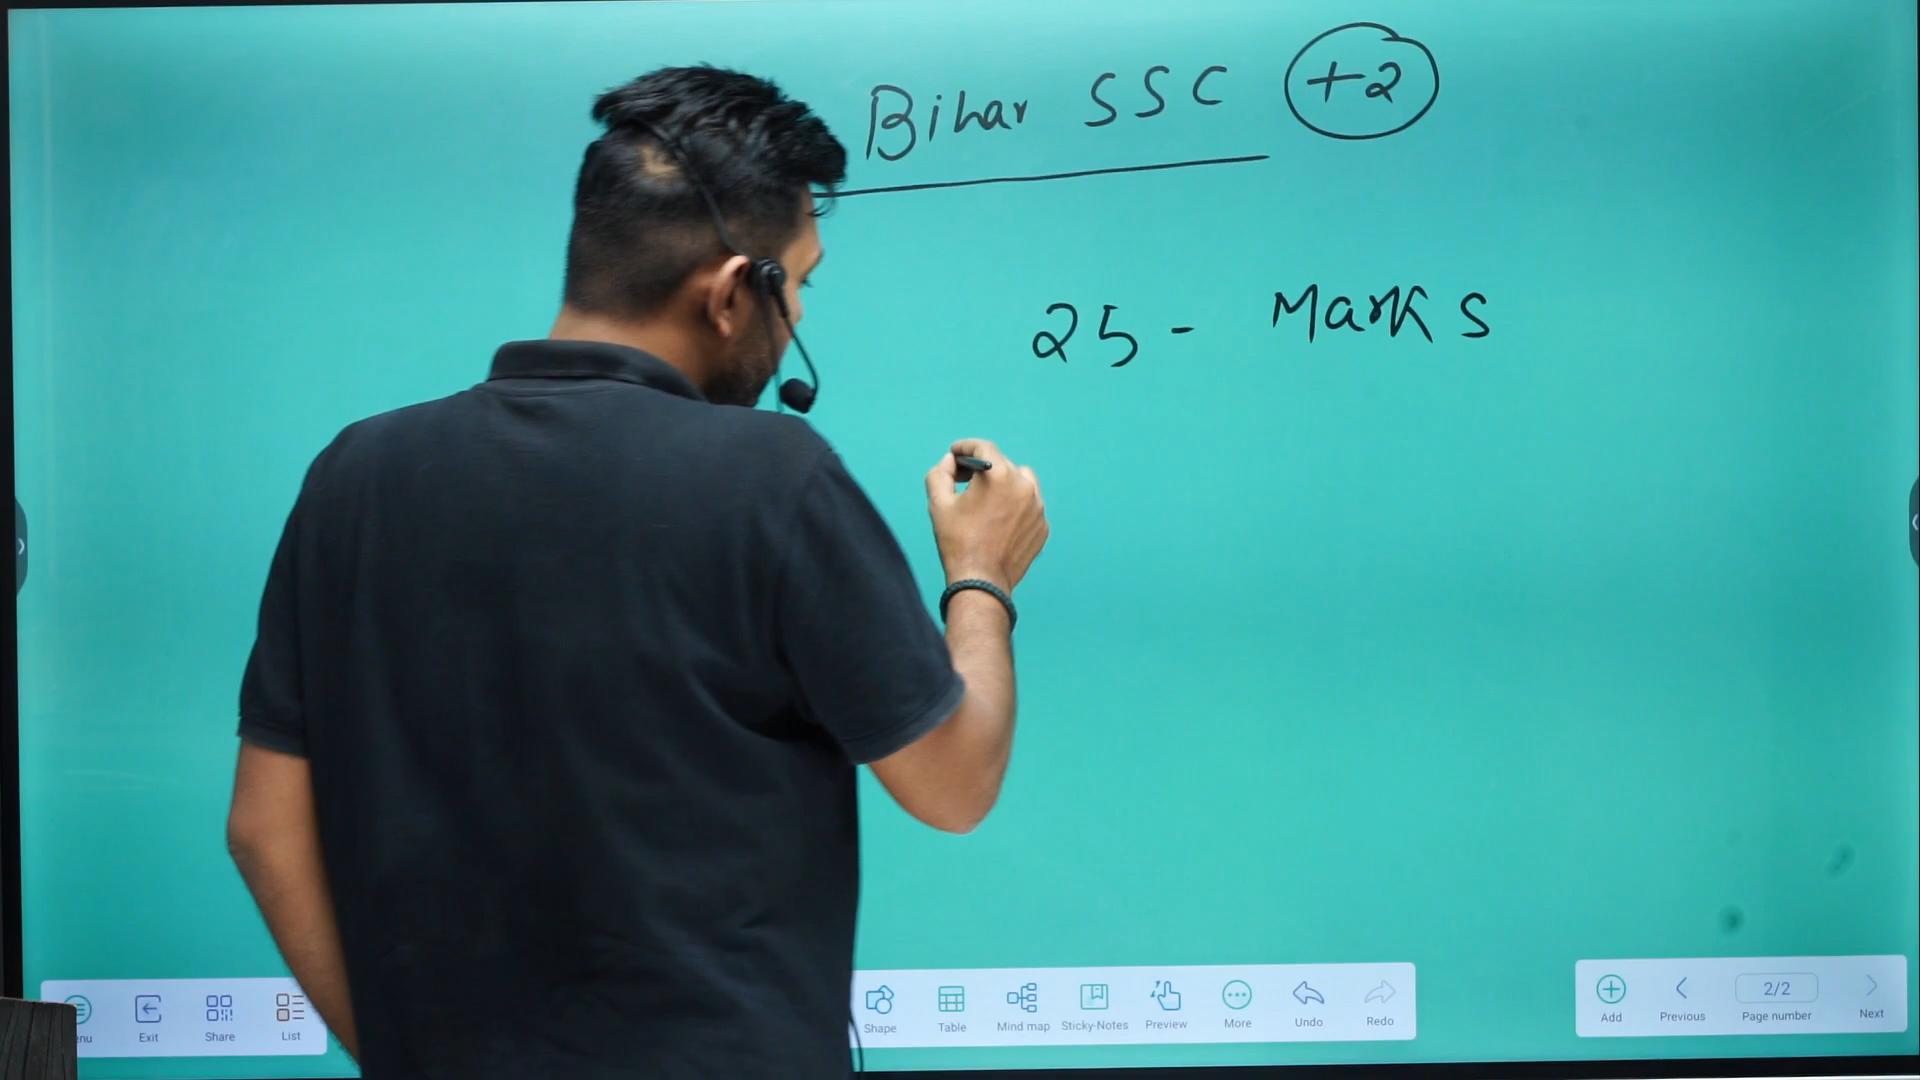 Bihar SSC +2
25 - Marks
enu Exit Share List Shape Table Mind map Sticky-Notes Preview More Undo Redo Add Previous 2/2 Page number Next